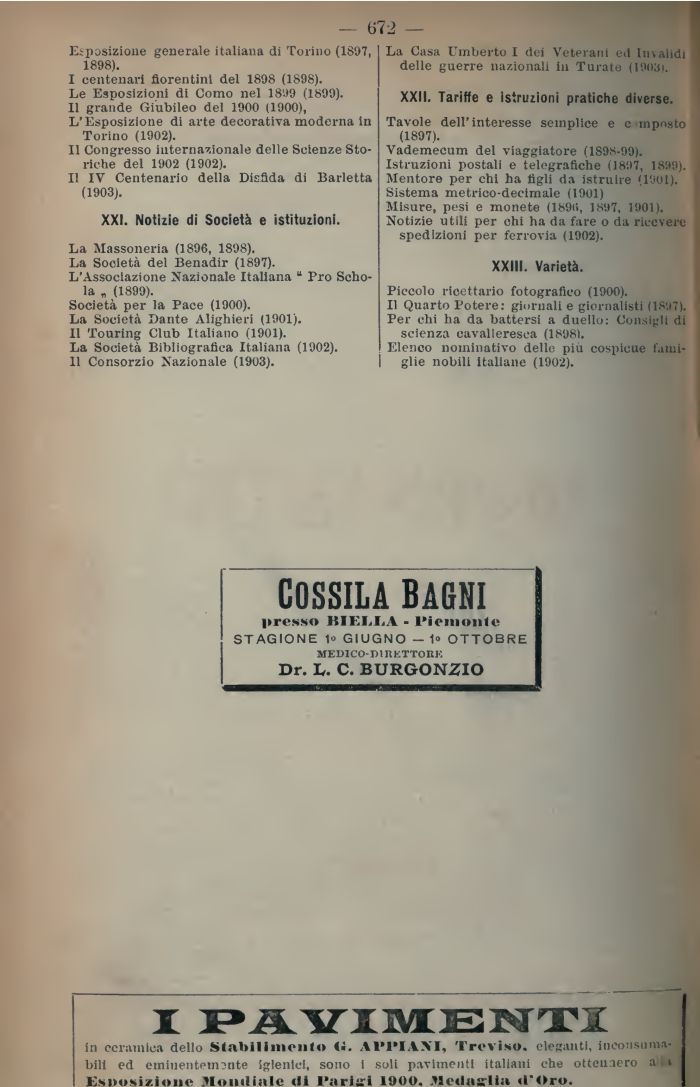 — 672 —
Esposizione generale italiana di Torino (1897,
1898).
I centenari fiorentini del 1898 (1898).
Le Esposizioni di Como nel 1899 (1899).
Il grande Giubileo del 1900 (1900),
L'Esposizione di arte decorativa moderna in
Torino (1902).
Il Congresso internazionale delle Scienze Sto-
riche del 1902 (1902).
Il IV Centenario della Disfida di Barletta
(1903).
XXI. Notizie di Società e istituzioni.
La Massoneria (1896, 1898).
La Società del Benadir (1897).
L'Associazione Nazionale Italiana “ Pro Scho-
la „ (1899).
Società per la Pace (1900).
La Società Dante Alighieri (1901).
Il Touring Club Italiano (1901).
La Società Bibliografica Italiana (1902).
Il Consorzio Nazionale (1903).
La Casa Umberto I dei Veterani ed Invalidi
delle guerre nazionali in Turate (1903).
XXII. Tariffe e istruzioni pratiche diverse.
Tavole dell'interesse semplice e composto
(1897).
Vademecum del viaggiatore (1898-99).
Istruzioni postali e telegrafiche (1897, 1899).
Mentore per chi ha figli da istruire (1901).
Sistema metrico-decimale (1901)
Misure, pesi e monete (1896, 1897, 1901).
Notizie utili per chi ha da fare o da ricevere
spedizioni per ferrovia (1902).
XXIII. Varietà.
Piccolo ricettario fotografico (1900).
Il Quarto Potere: giornali e giornalisti (1897).
Per chi ha da battersi a duello: Consigli di
scienza cavalleresca (1898).
Elenco nominativo delle più cospicue fami-
glie nobili italiane (1902).
COSSILA BAGNI
presso BIELLA - Piemonte
STAGIONE 1º GIUGNO — 1º OTTOBRE
MEDICO-DIRETTORE
Dr. L. C. BURGONZIO
I PAVIMENTI
in ceramica dello Stabilimento G. APPIANI, Treviso, eleganti, inconsuma-
bili ed eminentemente igienici, sono i soli pavimenti italiani che ottennero
Esposizione Mondiale di Parigi 1900, Medaglia d'Oro.